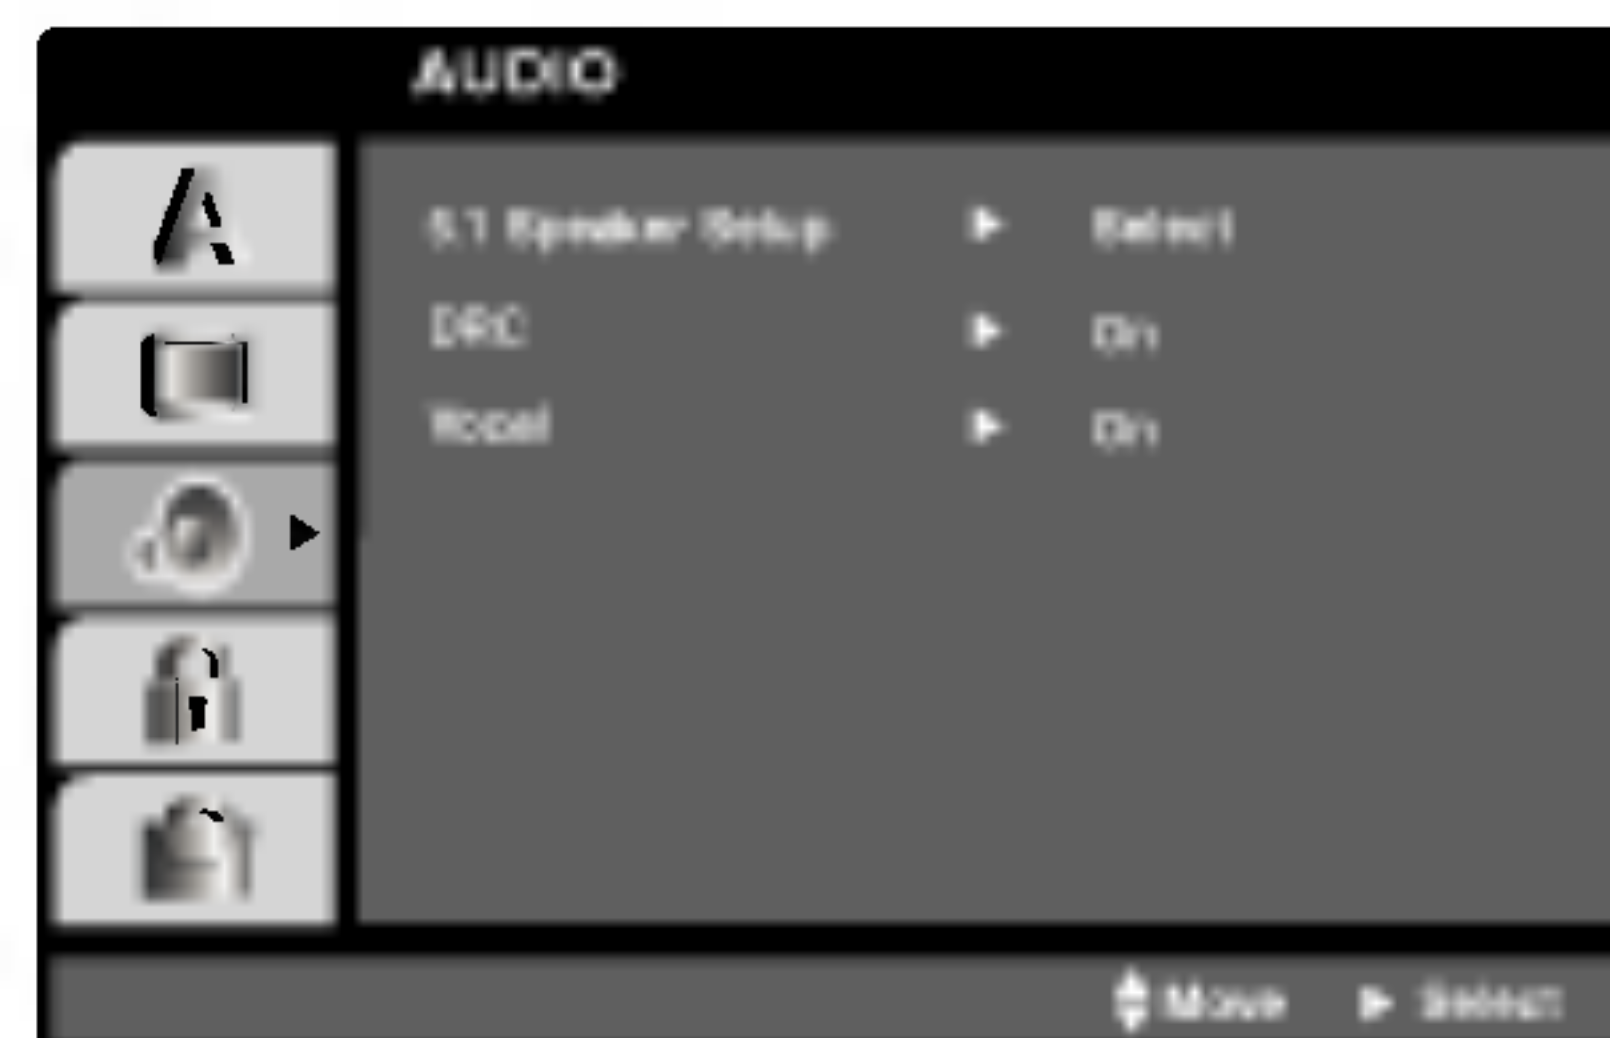 AUDIO
5.1 Speaker Setup ▶ Select
DRC ▶ On
Vocal ▶ On
Move ▶ Select